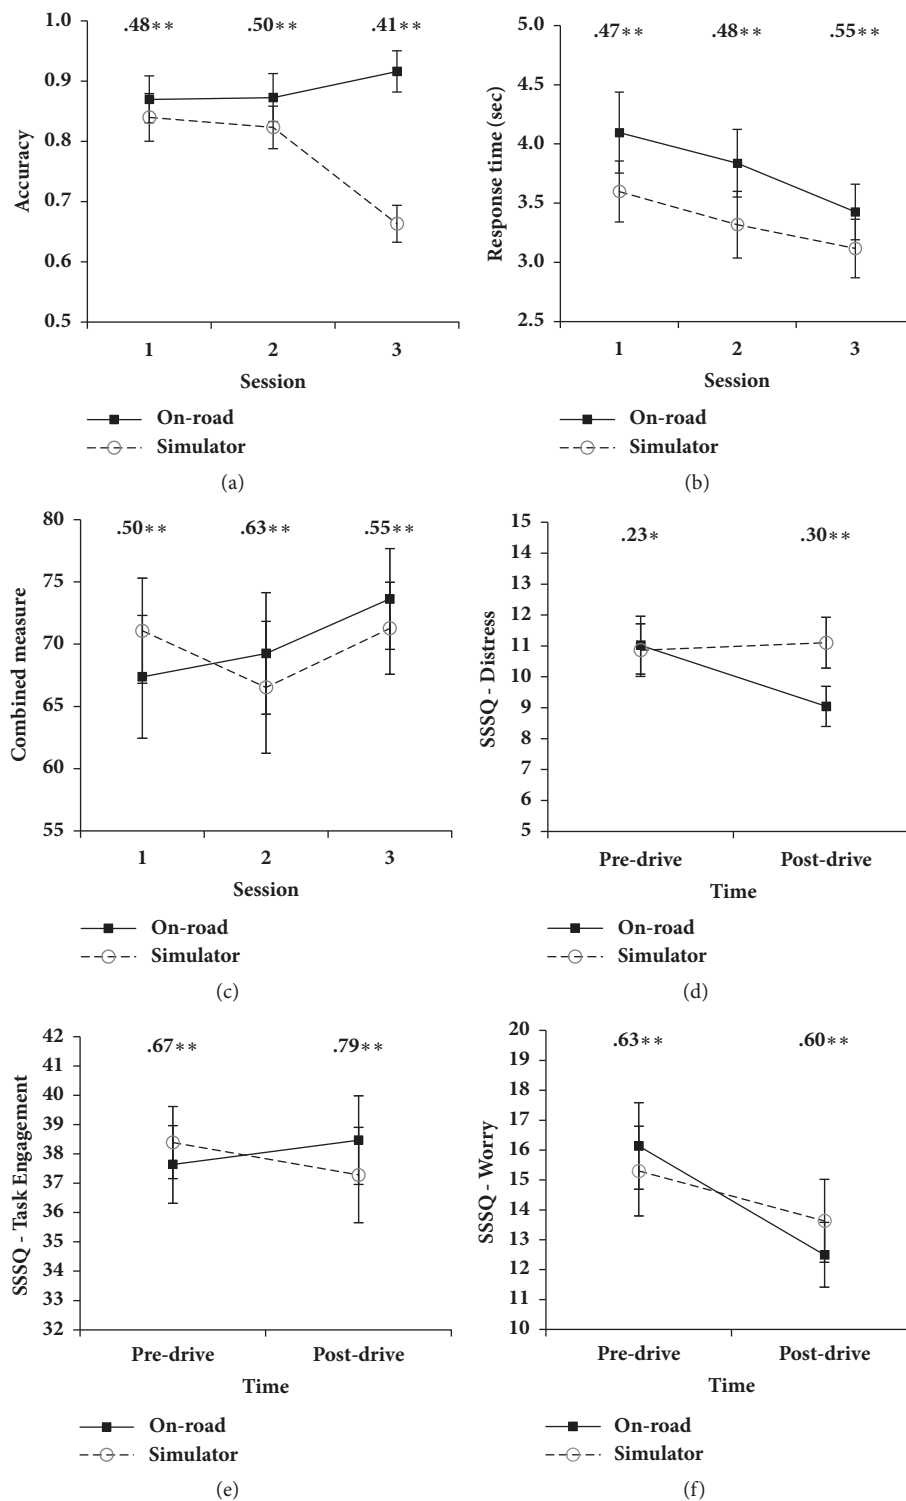 .48∗∗ .50∗∗ .41∗∗
1.0
0.9
0.8
0.7
0.6
0.5
Accuracy
1 2 3
Session
On-road
Simulator
(a)
.47∗∗ .48∗∗ .55∗∗
5.0
4.5
4.0
3.5
3.0
2.5
Response time (sec)
1 2 3
Session
On-road
Simulator
(b)
.50∗∗ .63∗∗ .55∗∗
80
75
70
65
60
55
Combined measure
1 2 3
Session
On-road
Simulator
(c)
.23∗ .30∗∗
15
14
13
12
11
10
9
8
7
6
5
SSSQ - Distress
Pre-drive Post-drive
Time
On-road
Simulator
(d)
.67∗∗ .79∗∗
42
41
40
39
38
37
36
35
34
33
32
SSSQ - Task Engagement
Pre-drive Post-drive
Time
On-road
Simulator
(e)
.63∗∗ .60∗∗
20
19
18
17
16
15
14
13
12
11
10
SSSQ - Worry
Pre-drive Post-drive
Time
On-road
Simulator
(f)